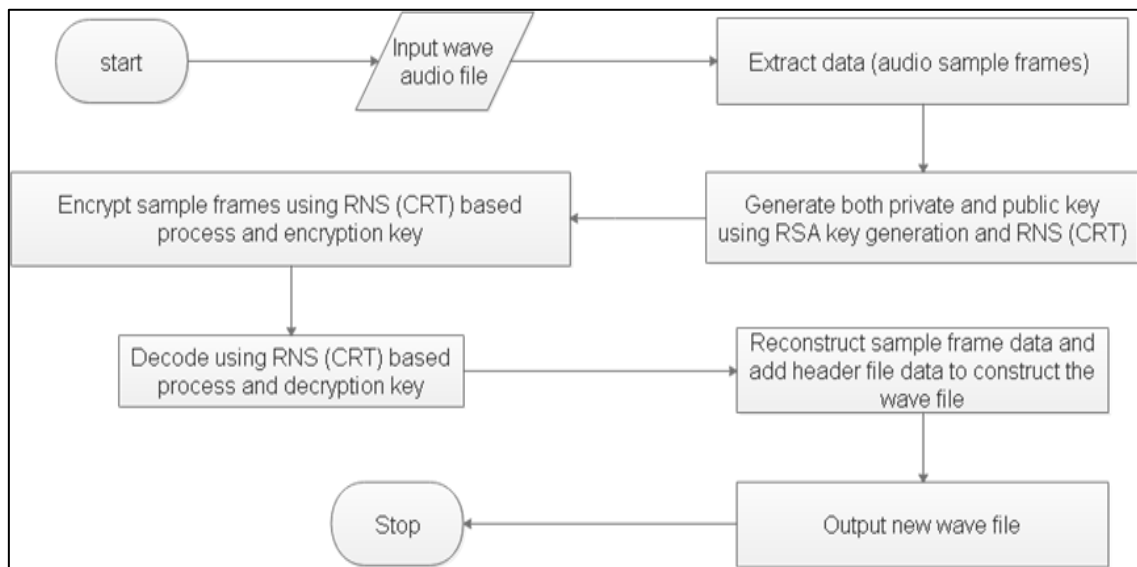 start
Input wave
audio file
Extract data (audio sample frames)
Generate both private and public key
using RSA key generation and RNS (CRT)
Encrypt sample frames using RNS (CRT) based
process and encryption key
Decode using RNS (CRT) based
process and decryption key
Reconstruct sample frame data and
add header file data to construct the
wave file
Output new wave file
Stop